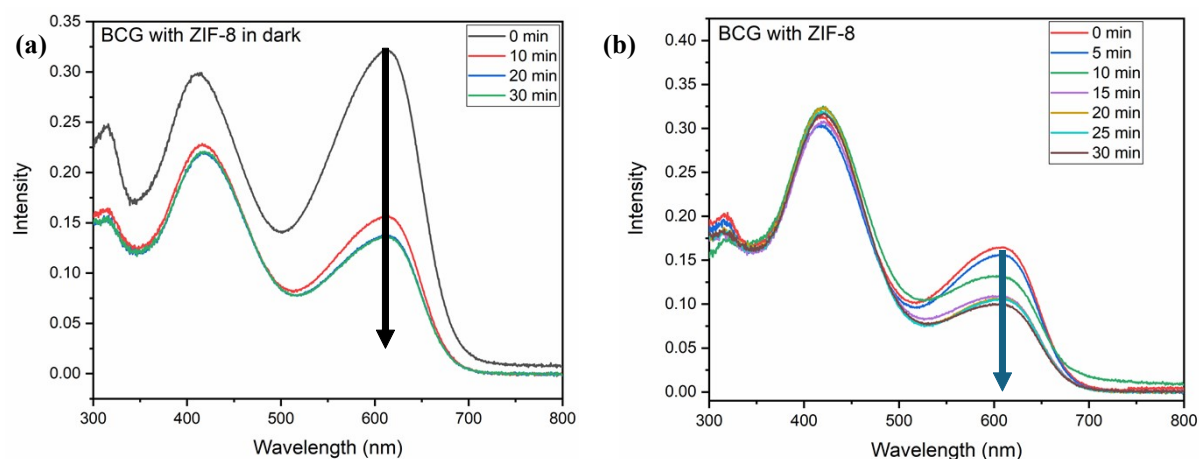 (a)
BCG with ZIF-8 in dark
0 min
10 min
20 min
30 min
0.35
0.30
0.25
0.20
0.15
0.10
0.05
0.00
Intensity
300 400 500 600 700 800
Wavelength (nm)
(b)
BCG with ZIF-8
0 min
5 min
10 min
15 min
20 min
25 min
30 min
0.40
0.35
0.30
0.25
0.20
0.15
0.10
0.05
0.00
Intensity
300 400 500 600 700 800
Wavelength (nm)